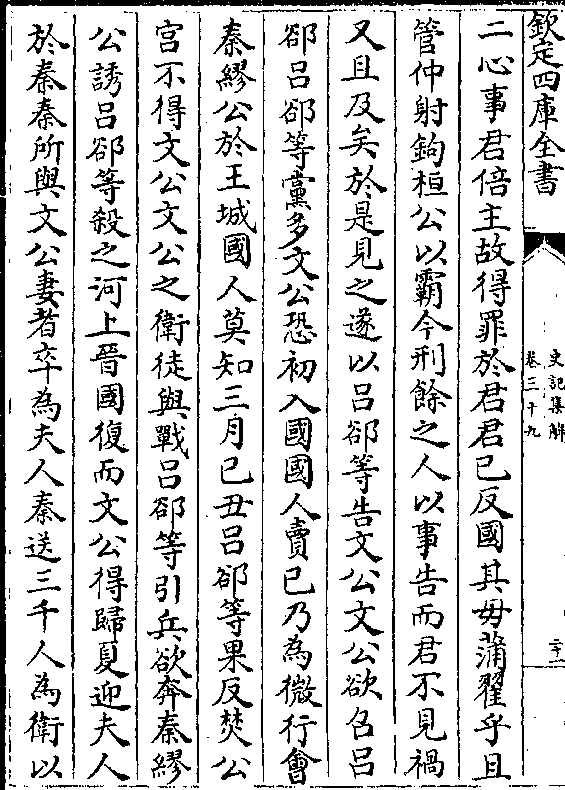 欽定四庫全書
史記集解
卷三十九
二十一
二心事君倍主故得罪於君君已反國其毋蒲翟乎且
管仲射鉤桓公以霸今刑餘之人以事告而君不見禍
又且及矣於是見之遂以呂郤等告文公文公欲召呂
郤呂郤等黨多文公恐初入國國人賣己乃為微行會
秦繆公於王城國人莫知三月己丑呂郤等果反焚公
宮不得文公文公之衛徒與戰呂郤等引兵欲奔秦繆
公誘呂郤等殺之河上晉國復而文公得歸夏迎夫人
於秦秦所與文公妻者卒為夫人秦送三千人為衛以